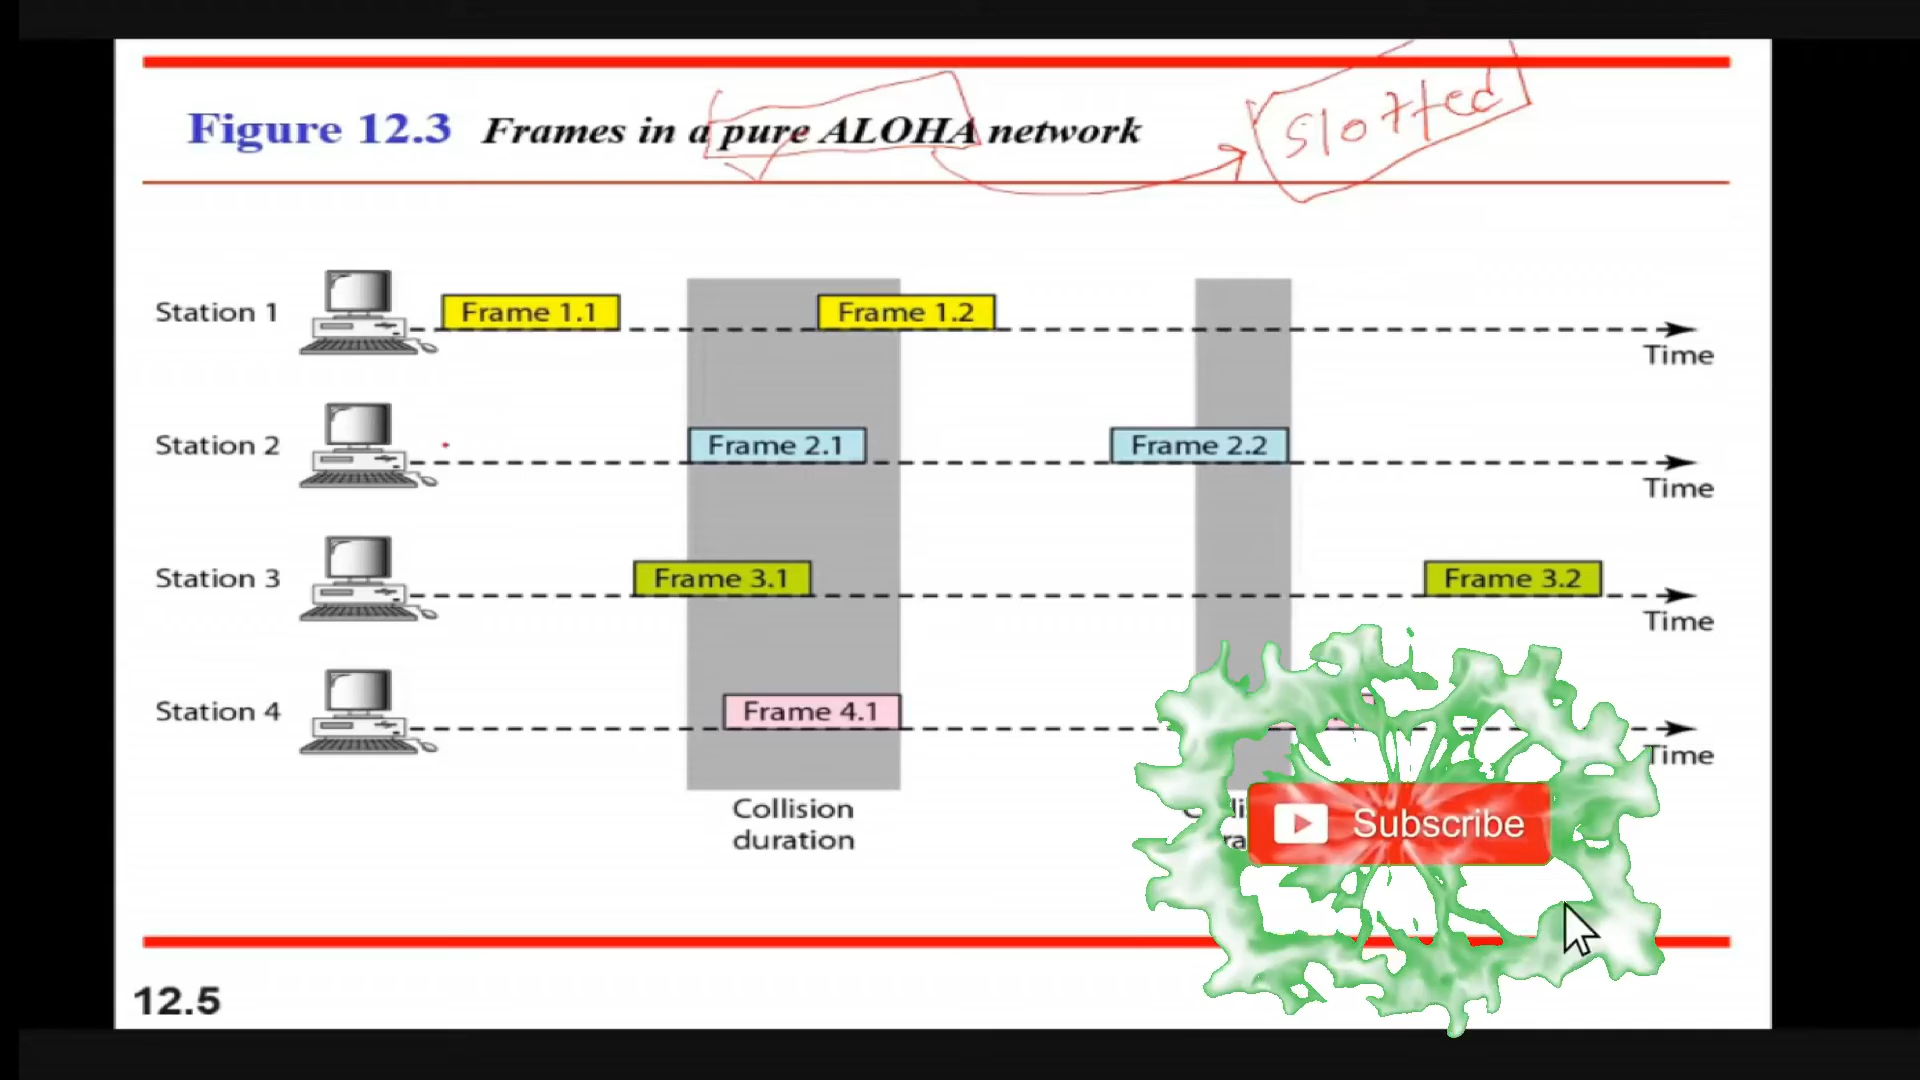 Slotted
Figure 12.3 Frames in a pure ALOHA network
Station 1
Frame 1.1
Frame 1.2
Time
Station 2
Frame 2.1
Frame 2.2
Time
Station 3
Frame 3.1
Frame 3.2
Time
Station 4
Frame 4.1
Time
Collision
duration
Subscribe
12.5